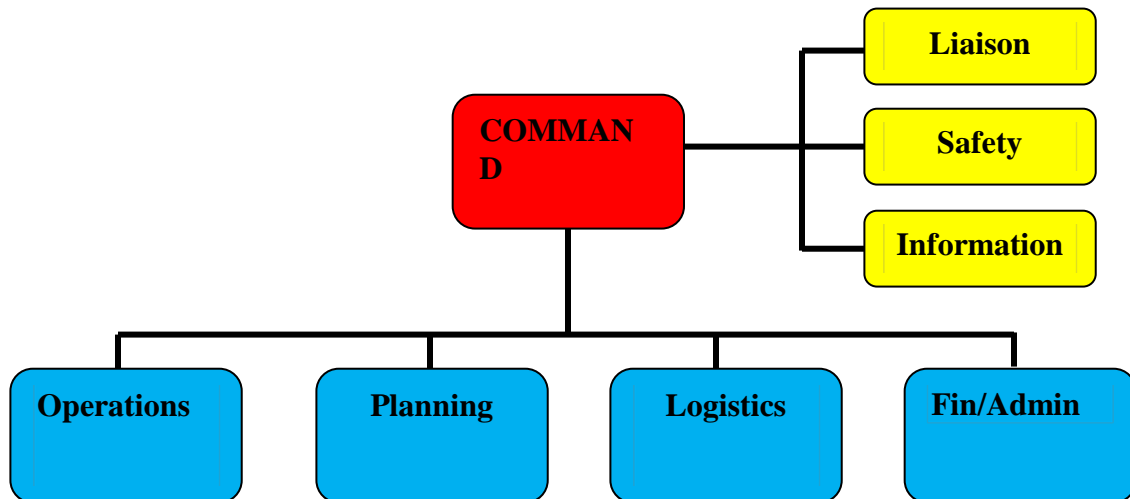 Liaison
COMMAN
D
Safety
Information
Operations
Planning
Logistics
Fin/Admin